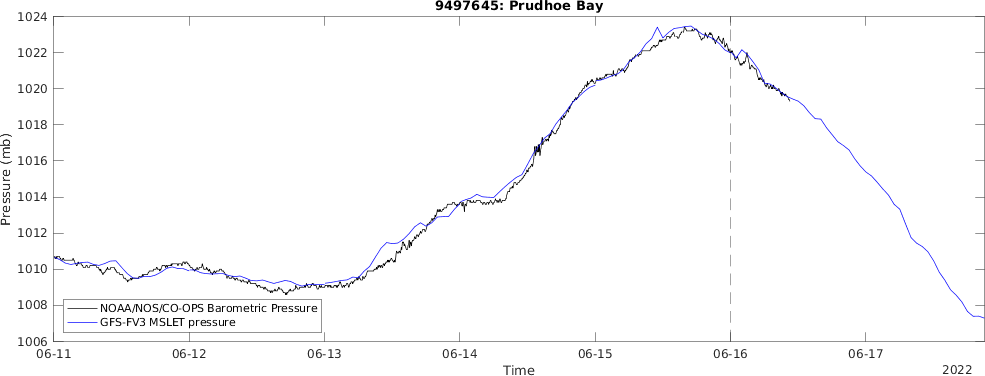 9497645: Prudhoe Bay
1024
1022
1020
1018
1016
1014
1012
1010
1008
1006
Pressure (mb)
NOAA/NOS/CO-OPS Barometric Pressure
GFS-FV3 MSLET pressure
06-11 06-12 06-13 06-14 06-15 06-16 06-17
Time
2022